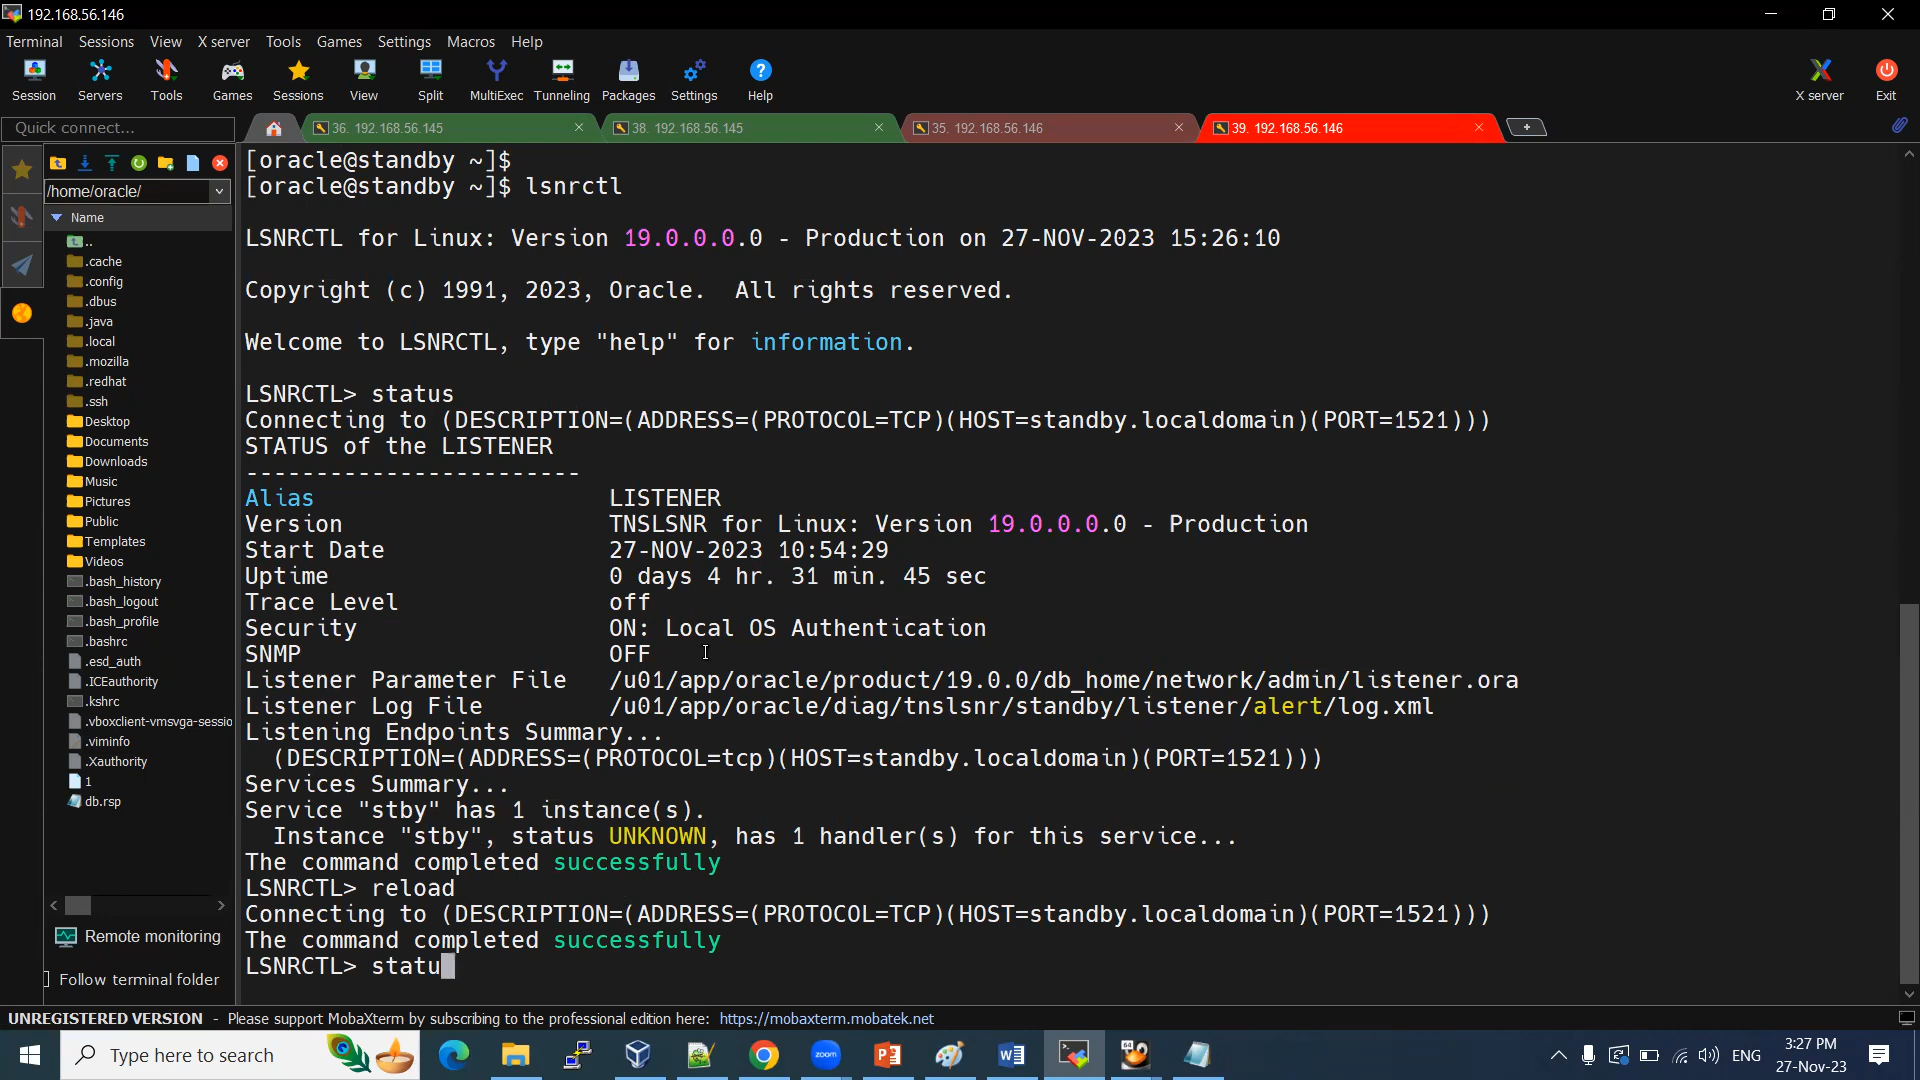 192.168.56.146
Terminal Sessions View X server Tools Games Settings Macros Help
Session Servers Tools Games Sessions View Split MultiExec Tunneling Packages Settings Help X server Exit
Quick connect...
36. 192.168.56.145
38. 192.168.56.145
35. 192.168.56.146
39. 192.168.56.146
/home/oracle/
Name
..
.cache
.config
.dbus
.java
.local
.mozilla
.redhat
.ssh
Desktop
Documents
Downloads
Music
Pictures
Public
Templates
Videos
.bash_history
.bash_logout
.bash_profile
.bashrc
.esd_auth
.ICEauthority
.kshrc
.vboxclient-vmsvga-sessio
.viminfo
.Xauthority
1
db.rsp
Remote monitoring
Follow terminal folder
[oracle@standby ~]$
[oracle@standby ~]$ lsnrctl
LSNRCTL for Linux: Version 19.0.0.0.0 - Production on 27-NOV-2023 15:26:10
Copyright (c) 1991, 2023, Oracle.  All rights reserved.
Welcome to LSNRCTL, type "help" for information.
LSNRCTL> status
Connecting to (DESCRIPTION=(ADDRESS=(PROTOCOL=TCP)(HOST=standby.localdomain)(PORT=1521)))
STATUS of the LISTENER
------------------------
Alias                     LISTENER
Version                   TNSLSNR for Linux: Version 19.0.0.0.0 - Production
Start Date                27-NOV-2023 10:54:29
Uptime                    0 days 4 hr. 31 min. 45 sec
Trace Level               off
Security                  ON: Local OS Authentication
SNMP                      OFF
Listener Parameter File   /u01/app/oracle/product/19.0.0/db_home/network/admin/listener.ora
Listener Log File         /u01/app/oracle/diag/tnslsnr/standby/listener/alert/log.xml
Listening Endpoints Summary...
  (DESCRIPTION=(ADDRESS=(PROTOCOL=tcp)(HOST=standby.localdomain)(PORT=1521)))
Services Summary...
Service "stby" has 1 instance(s).
  Instance "stby", status UNKNOWN, has 1 handler(s) for this service...
The command completed successfully
LSNRCTL> reload
Connecting to (DESCRIPTION=(ADDRESS=(PROTOCOL=TCP)(HOST=standby.localdomain)(PORT=1521)))
The command completed successfully
LSNRCTL> statu
UNREGISTERED VERSION - Please support MobaXterm by subscribing to the professional edition here: https://mobaxterm.mobatek.net
Type here to search
zoom
ENG
3:27 PM
27-Nov-23